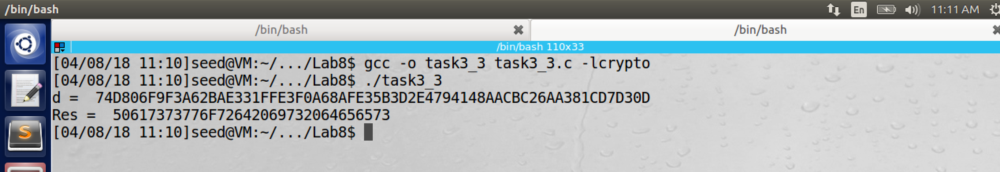 /bin/bash
En
11:11 AM
/bin/bash
/bin/bash
/bin/bash 110x33
[04/08/18 11:10]seed@VM:~/.../Lab8$ gcc -o task3_3 task3_3.c -lcrypto
[04/08/18 11:10]seed@VM:~/.../Lab8$ ./task3_3
d =  74D806F9F3A62BAE331FFE3F0A68AFE35B3D2E4794148AACBC26AA381CD7D30D
Res =  50617373776F72642069732064656573
[04/08/18 11:10]seed@VM:~/.../Lab8$
S